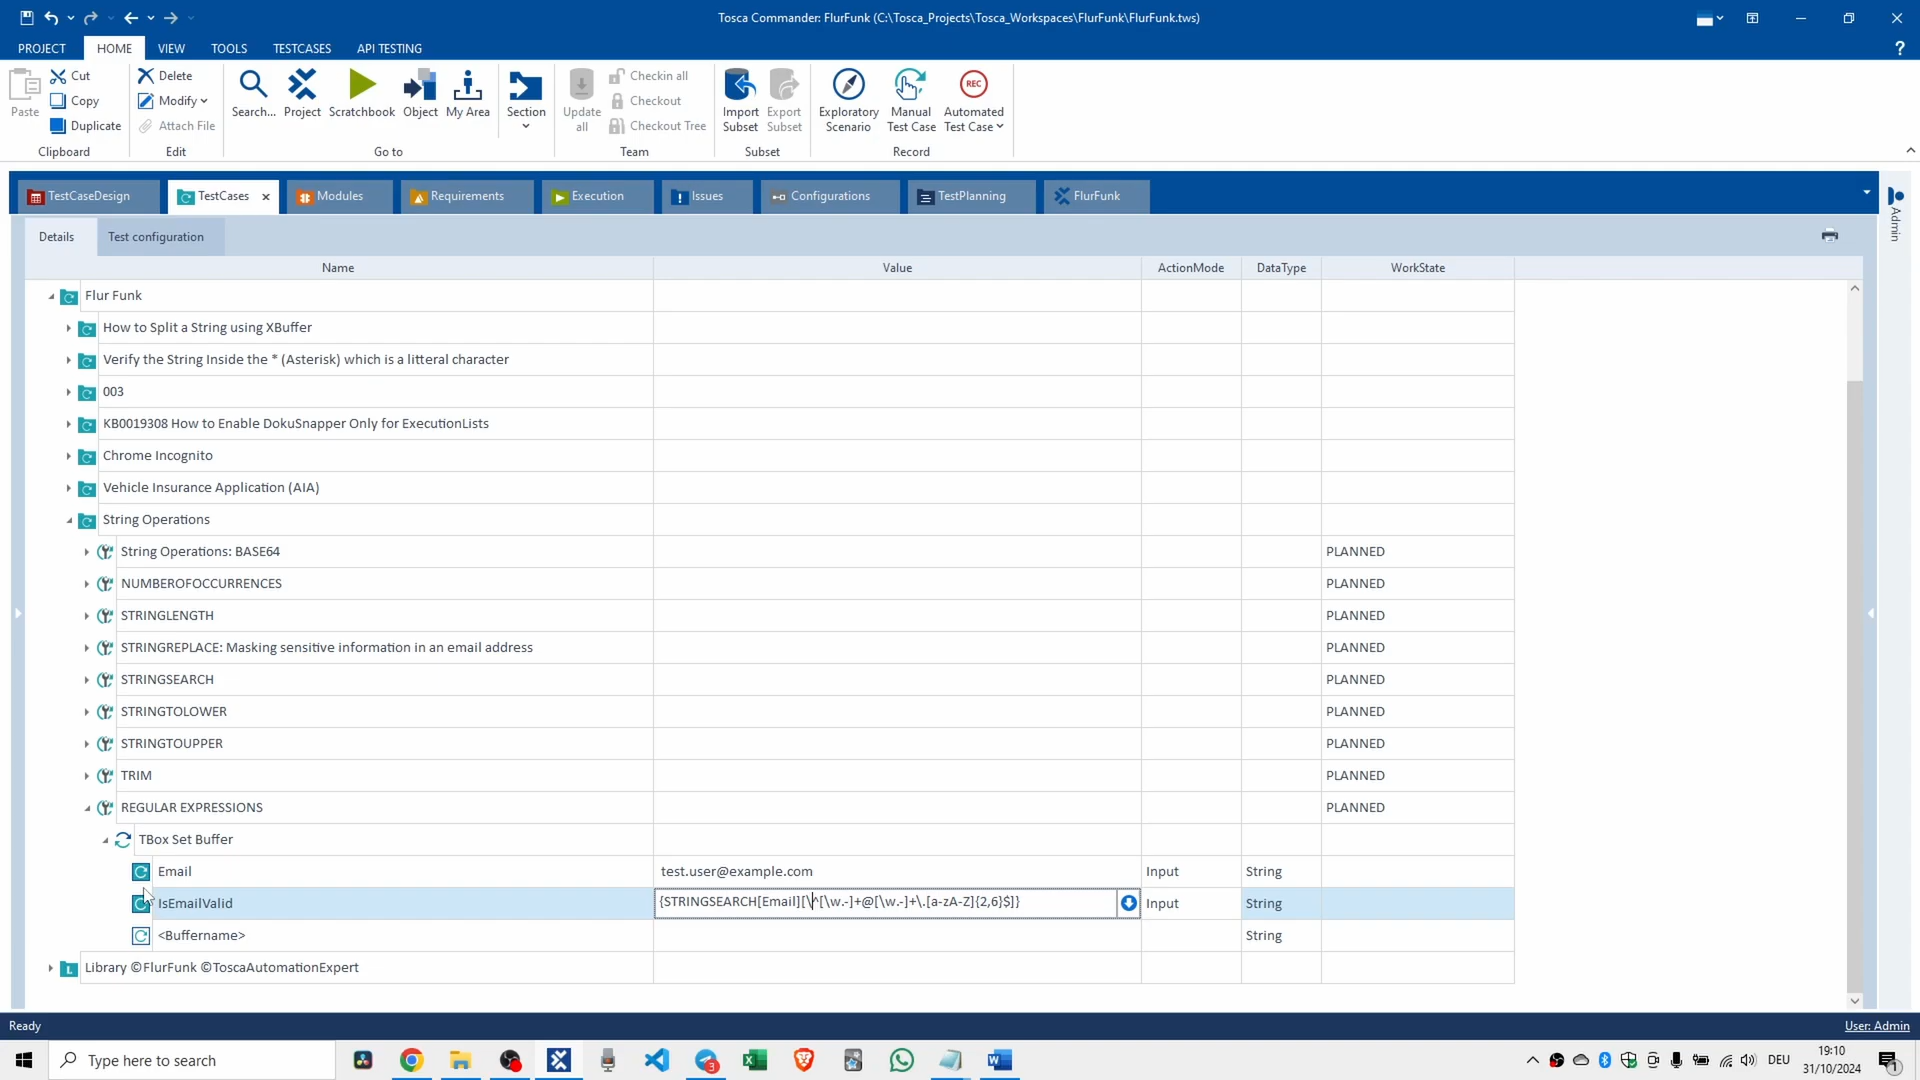 Tosca Commander: FlurFunk (C:\Tosca_Projects\Tosca_Workspaces\FlurFunk\FlurFunk.tws)
PROJECT HOME VIEW TOOLS TESTCASES API TESTING ?
Paste
Cut
Copy
Duplicate
Clipboard
Delete
Modify
Attach File
Edit
Search... Project Scratchbook Object My Area
Go to
Section
Update all
Checkin all
Checkout
Checkout Tree
Team
Import Subset
Export Subset
Subset
Exploratory Scenario
Manual Test Case
REC
Automated Test Case
Record
TestCaseDesign TestCases x Modules Requirements Execution Issues Configurations TestPlanning FlurFunk
Admin
Details Test configuration
Name Value ActionMode DataType WorkState
Flur Funk
How to Split a String using XBuffer
Verify the String Inside the * (Asterisk) which is a litteral character
003
KB0019308 How to Enable DokuSnapper Only for ExecutionLists
Chrome Incognito
Vehicle Insurance Application (AIA)
String Operations
String Operations: BASE64 PLANNED
NUMBEROFOCCURRENCES PLANNED
STRINGLENGTH PLANNED
STRINGREPLACE: Masking sensitive information in an email address PLANNED
STRINGSEARCH PLANNED
STRINGTOLOWER PLANNED
STRINGTOUPPER PLANNED
TRIM PLANNED
REGULAR EXPRESSIONS PLANNED
TBox Set Buffer
Email test.user@example.com Input String
IsEmailValid {STRINGSEARCH[Email][\^[\w.-]+@[\w.-]+\.[a-zA-Z]{2,6}$]} Input String
<Buffername> String
L Library ©FlurFunk ©ToscaAutomationExpert
Ready User: Admin
Type here to search
3
DEU
19:10
31/10/2024
1